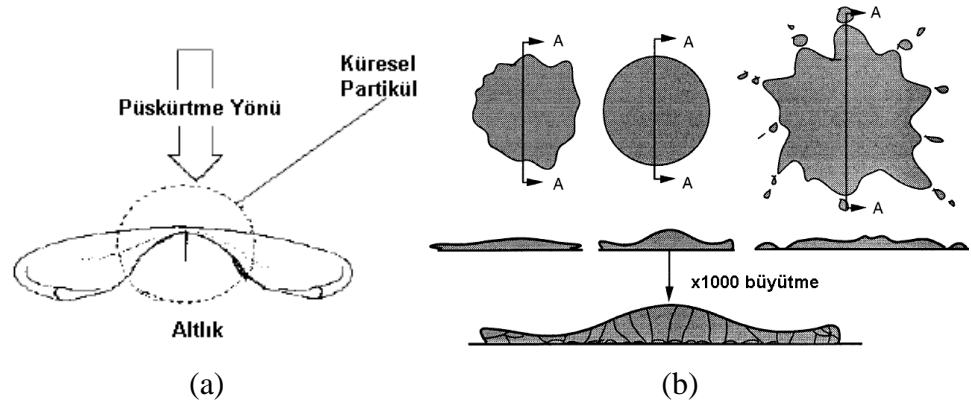 Püskürtme Yönü
Küresel
Partikül
Altlık
(a)
A
A
A
A
A
A
x1000 büyütme
(b)